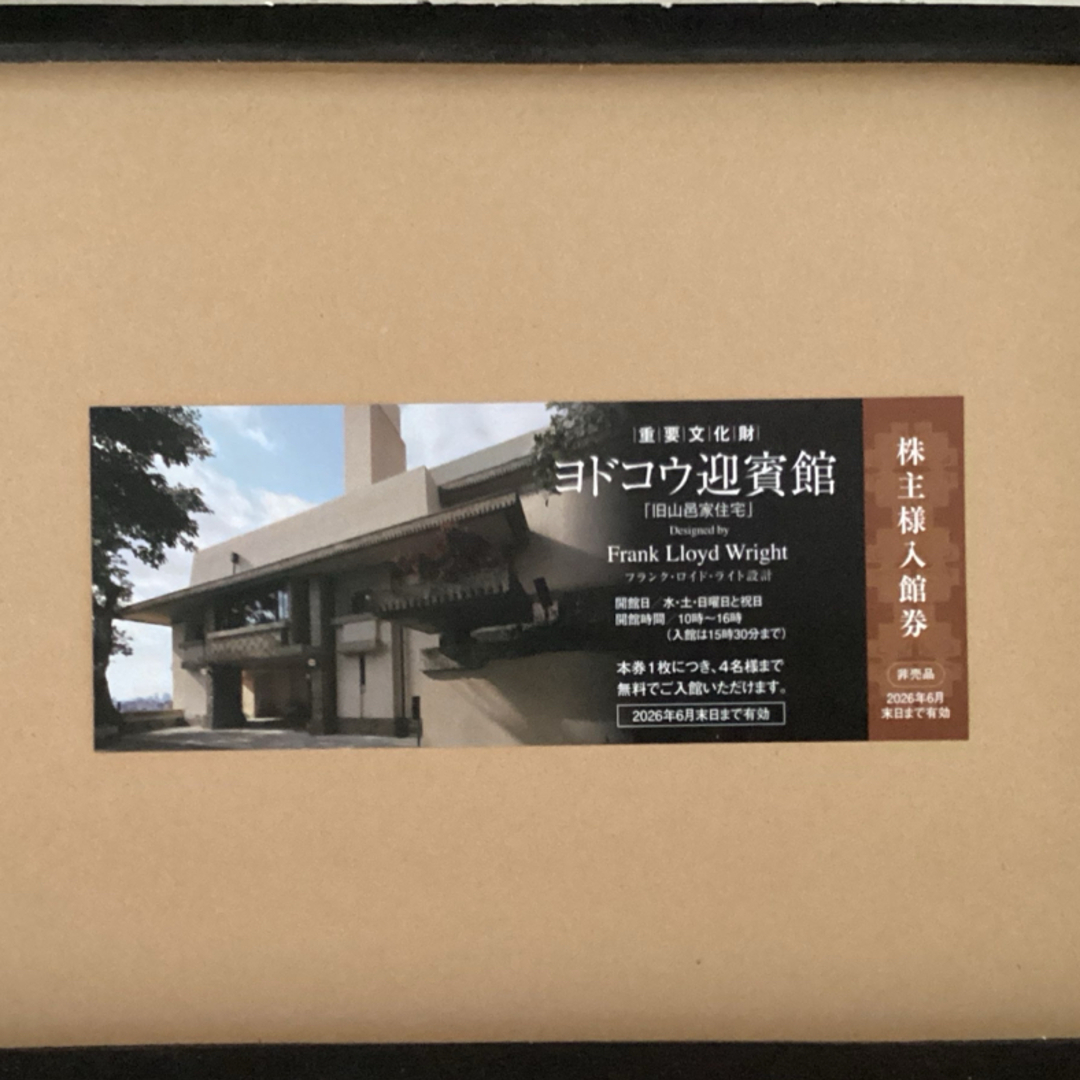 重要文化財
ヨドコウ迎賓館
「旧山邑家住宅」
Designed by
Frank Lloyd Wright
フランク・ロイド・ライト設計
開館日/水・土・日曜日と祝日
開館時間/10時〜16時
(入館は15時30分まで)
本券1枚につき、4名様まで
無料でご入館いただけます。
2026年6月末日まで有効
株主様入館券
非売品
2026年6月
末日まで有効